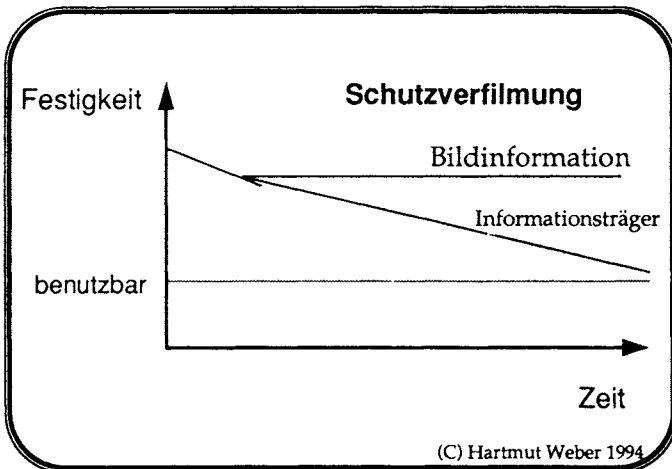 Schutzverfilmung
Festigkeit
Bildinformation
Informationsträger
benutzbar
Zeit
(C) Hartmut Weber 1994